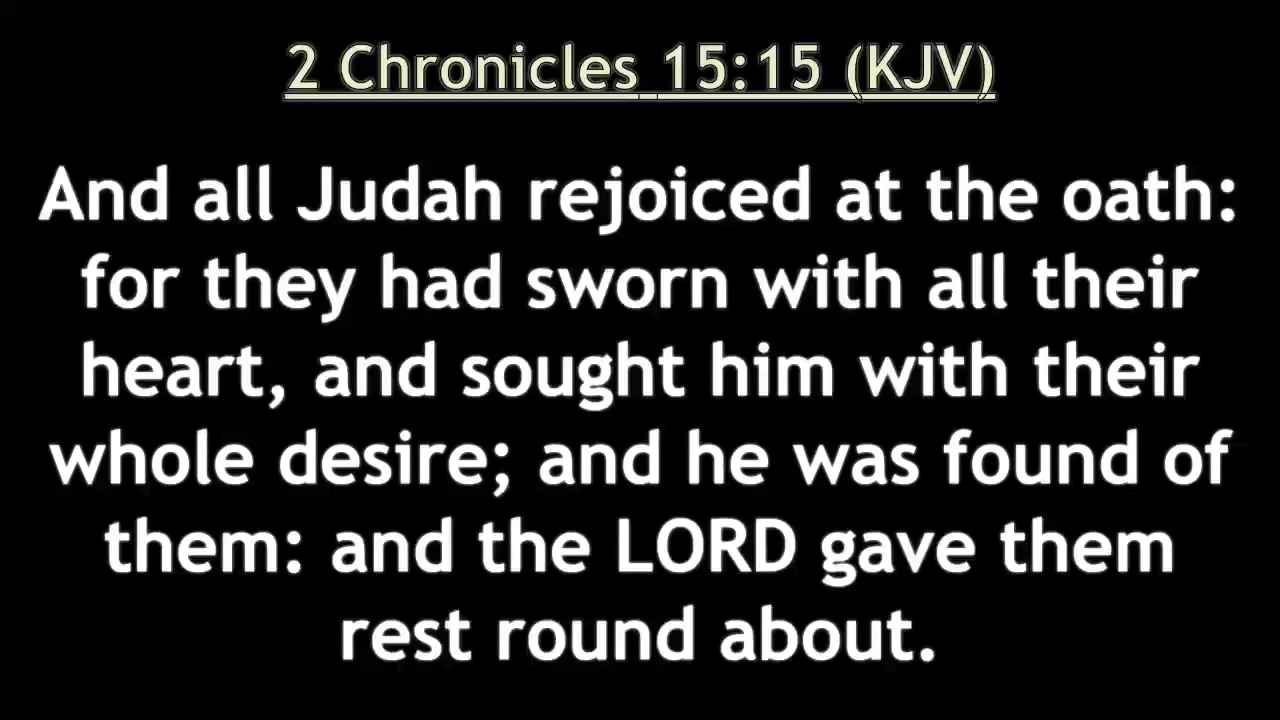 2 Chronicles 15:15 (KJV)
And all Judah rejoiced at the oath:
for they had sworn with all their
heart, and sought him with their
whole desire; and he was found of
them: and the LORD gave them
rest round about.